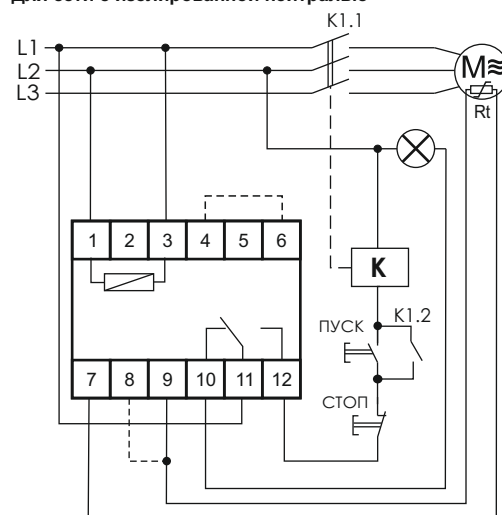 Для сети с изолированной нейтралью
K1.1
L1
L2
L3
M
Rt
1 2 3 4 5 6
K
ПУСК
K1.2
7 8 9 10 11 12
СТОП